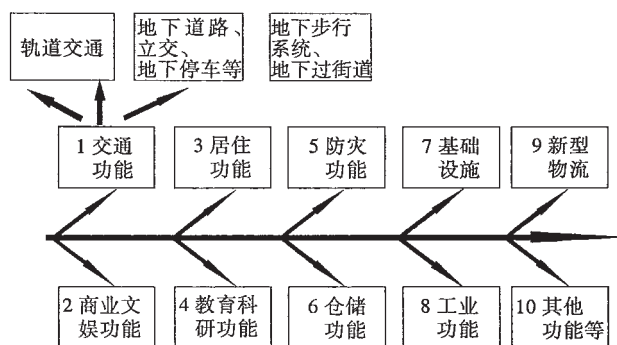 轨道交通
地下道路、
立交、
地下停车等
地下步行
系统、
地下过街道
1 交通
功能
3 居住
功能
5 防灾
功能
7 基础
设施
9 新型
物流
2 商业文
娱功能
4 教育科
研功能
6 仓储
功能
8 工业
功能
10 其他
功能等